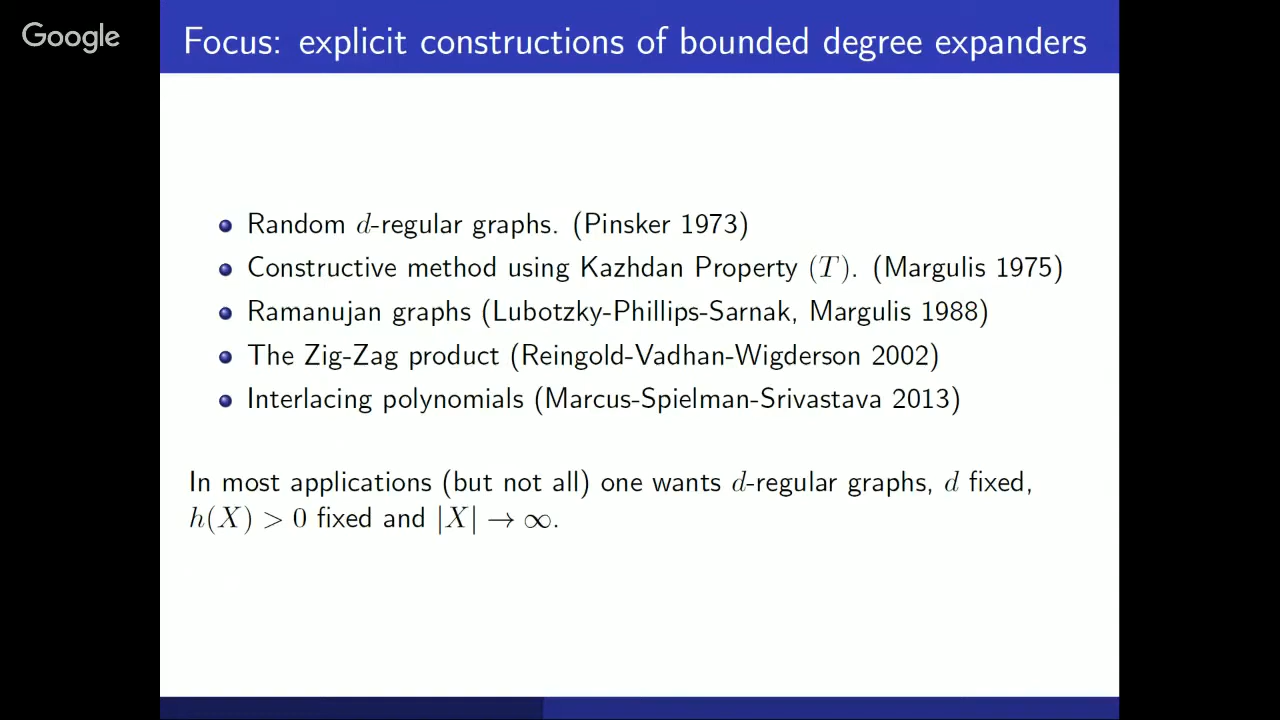 Google
Focus: explicit constructions of bounded degree expanders
Random d-regular graphs. (Pinsker 1973)
Constructive method using Kazhdan Property (T). (Margulis 1975)
Ramanujan graphs (Lubotzky-Phillips-Sarnak, Margulis 1988)
The Zig-Zag product (Reingold-Vadhan-Wigderson 2002)
Interlacing polynomials (Marcus-Spielman-Srivastava 2013)
In most applications (but not all) one wants d-regular graphs, d fixed,
h(X) > 0 fixed and |X| → ∞.